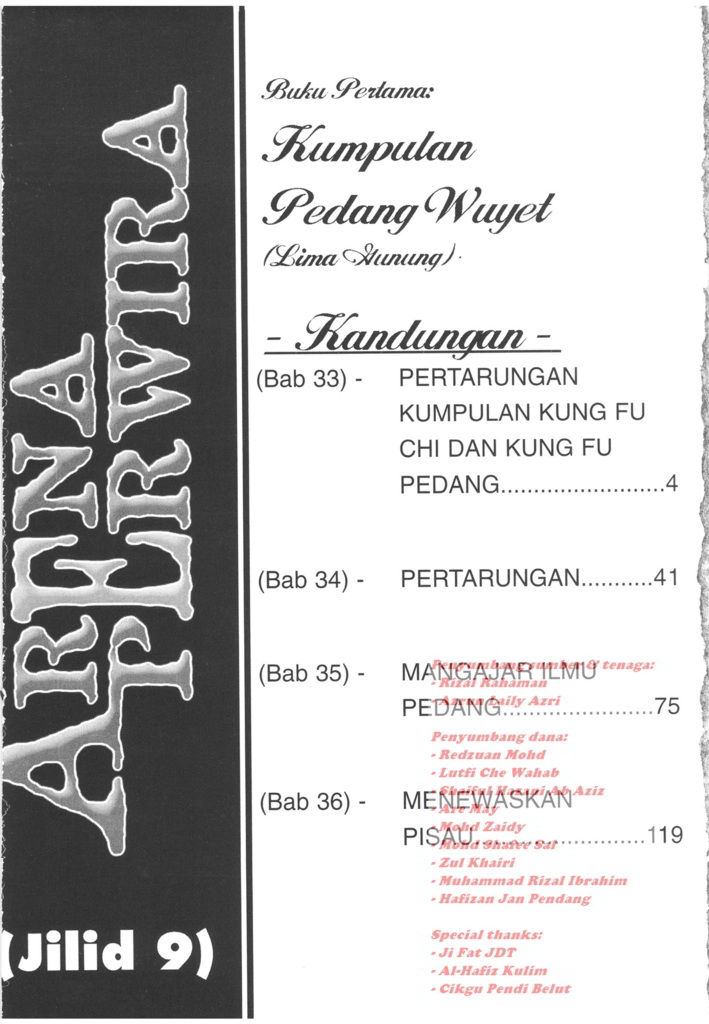 ARENA
PERWIRA
(Jilid 9)
Buku Pertama:
Kumpulan
Pedang Wuyet
(Lima Gunung)
- Kandungan -
(Bab 33) - PERTARUNGAN
KUMPULAN KUNG FU
CHI DAN KUNG FU
PEDANG.........................4
(Bab 34) - PERTARUNGAN...........41
(Bab 35) - MANGAJAR ILMU
PEDANG.......................75
(Bab 36) - MENEWASKAN
PISAU..........................119
Penyumbang sumber & tenaga:
- Rizal Rahaman
- Laily Azri
Penyumbang dana:
- Redzuan Mohd
- Lutfi Che Wahab
- Shaiful Hasani Ab Aziz
- Are May
- Mohd Zaidy
- Mohd Shafee Sal
- Zul Khairi
- Muhammad Rizal Ibrahim
- Hafizan Jan Pendang
Special thanks:
- Ji Fat JDT
- Al-Hafiz Kulim
- Cikgu Pendi Belut